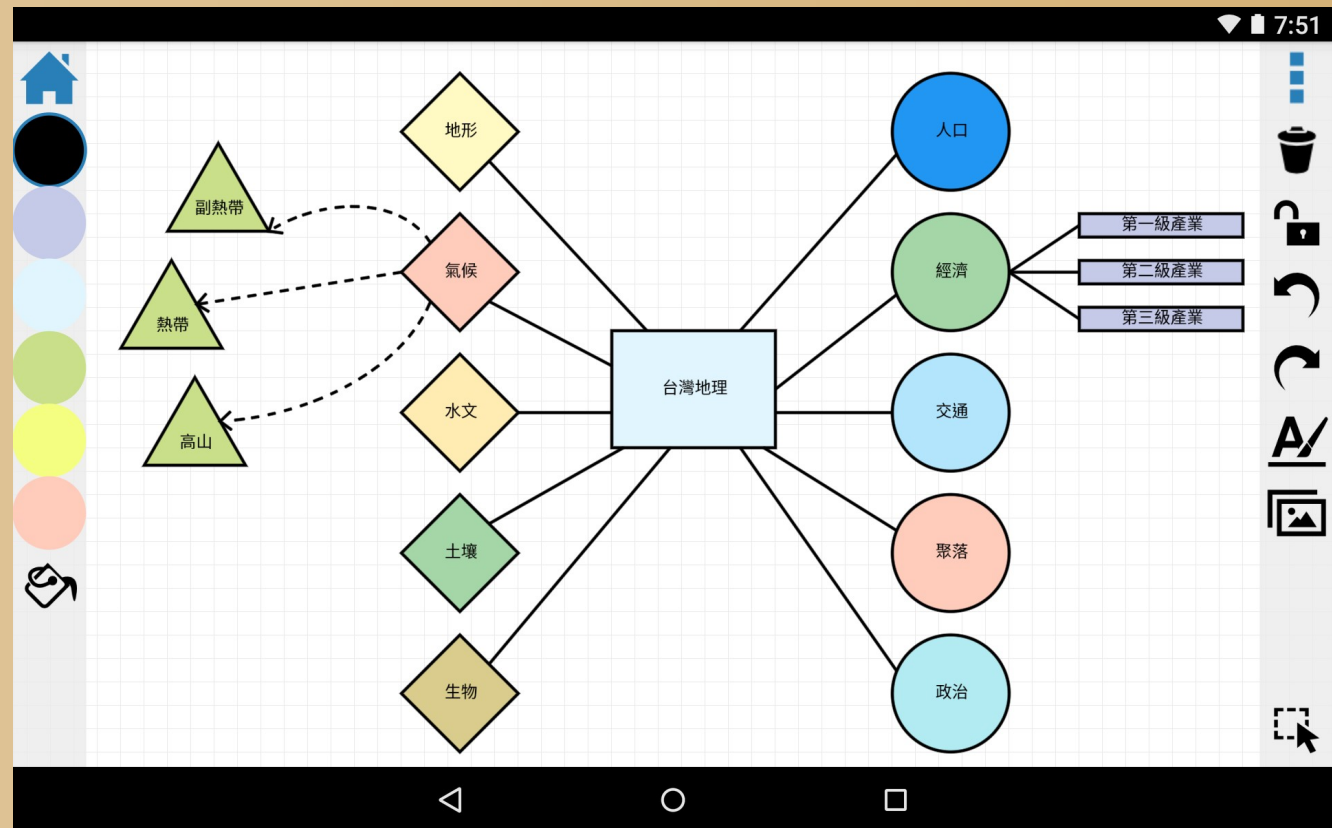 7:51
地形
人口
副熱帶
氣候
經濟
第一級產業
第二級產業
第三級產業
熱帶
台灣地理
水文
交通
高山
土壤
聚落
生物
政治